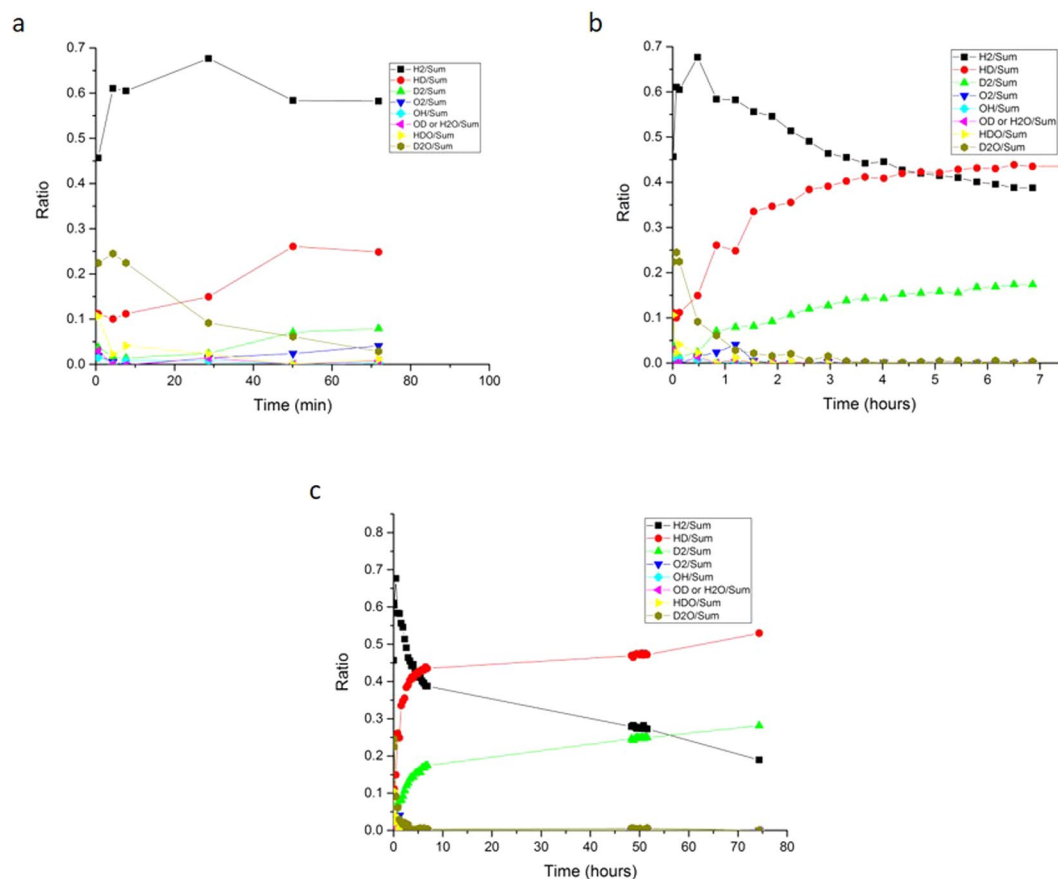 a
0.7
0.6
0.5
0.4
0.3
0.2
0.1
0.0
Ratio
0 20 40 60 80 100
Time (min)
H2/Sum
HD/Sum
D2/Sum
O2/Sum
OH/Sum
OD or H2O/Sum
HDO/Sum
D2O/Sum
b
0.7
0.6
0.5
0.4
0.3
0.2
0.1
0.0
Ratio
0 1 2 3 4 5 6 7
Time (hours)
H2/Sum
HD/Sum
D2/Sum
O2/Sum
OH/Sum
OD or H2O/Sum
HDO/Sum
D2O/Sum
c
0.8
0.7
0.6
0.5
0.4
0.3
0.2
0.1
0.0
Ratio
0 10 20 30 40 50 60 70 80
Time (hours)
H2/Sum
HD/Sum
D2/Sum
O2/Sum
OH/Sum
OD or H2O/Sum
HDO/Sum
D2O/Sum